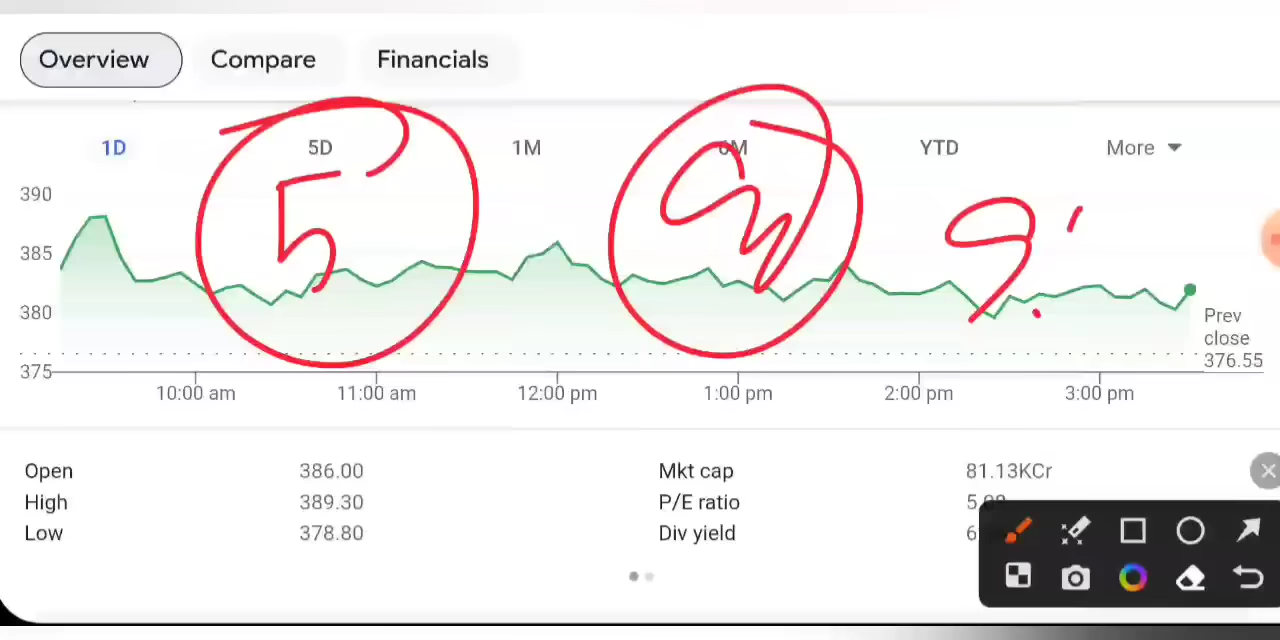 Overview Compare Financials
1D 5D 1M 6M YTD More
5
390
385
380
375
Prev
close
376.55
10:00 am 11:00 am 12:00 pm 1:00 pm 2:00 pm 3:00 pm
Open 386.00 Mkt cap 81.13KCr
High 389.30 P/E ratio
Low 378.80 Div yield